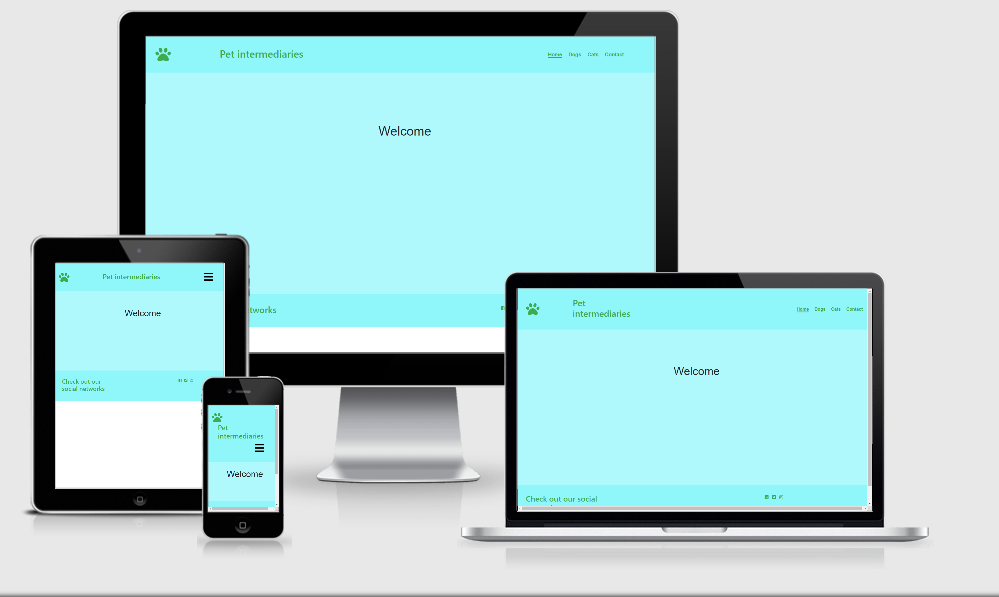 Pet intermediaries
Home Dogs Cats Contact
Welcome
tworks
Pet intermediaries
Welcome
Check out our
social networks
Pet
intermediaries
Welcome
Pet
intermediaries
Home Dogs Cats Contact
Welcome
Check out our social